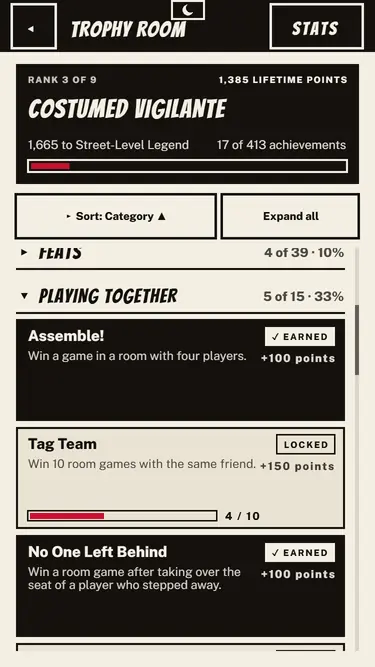 TROPHY ROOM
STATS
RANK 3 OF 9
1,385 LIFETIME POINTS
COSTUMED VIGILANTE
1,665 to Street-Level Legend
17 of 413 achievements
Sort: Category ▲
Expand all
FEATS
4 of 39 · 10%
PLAYING TOGETHER
5 of 15 · 33%
Assemble!
✓ EARNED
Win a game in a room with four players.
+100 points
Tag Team
LOCKED
Win 10 room games with the same friend.
+150 points
4 / 10
No One Left Behind
✓ EARNED
Win a room game after taking over the
seat of a player who stepped away.
+100 points